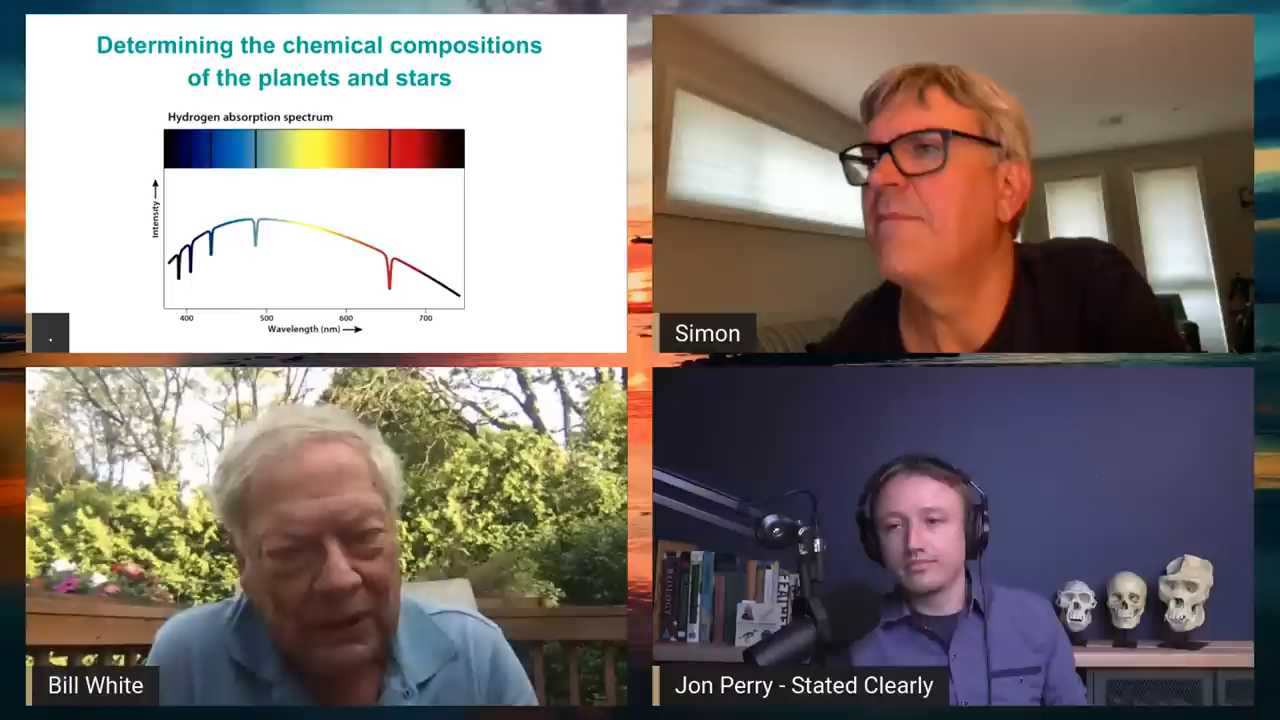 Determining the chemical compositions
of the planets and stars
Hydrogen absorption spectrum
Intensity
400 500 600 700
Wavelength (nm)
.
Simon
Bill White
Jon Perry - Stated Clearly